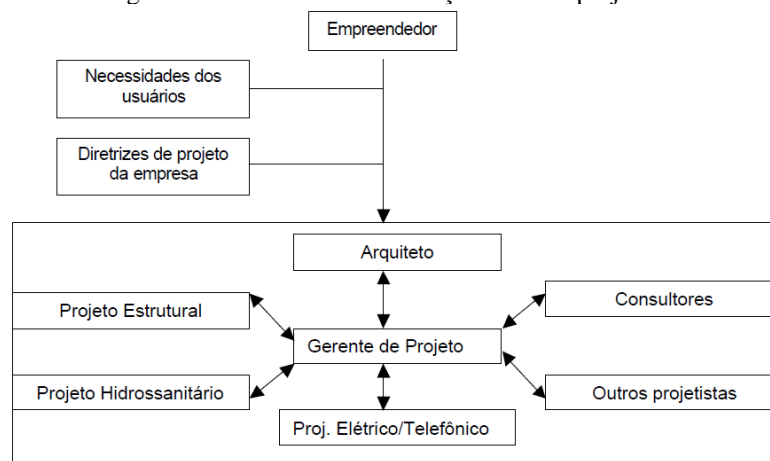 Empreendedor
Necessidades dos
usuários
Diretrizes de projeto
da empresa
Arquiteto
Projeto Estrutural
Consultores
Gerente de Projeto
Projeto Hidrossanitário
Outros projetistas
Proj. Elétrico/Telefônico